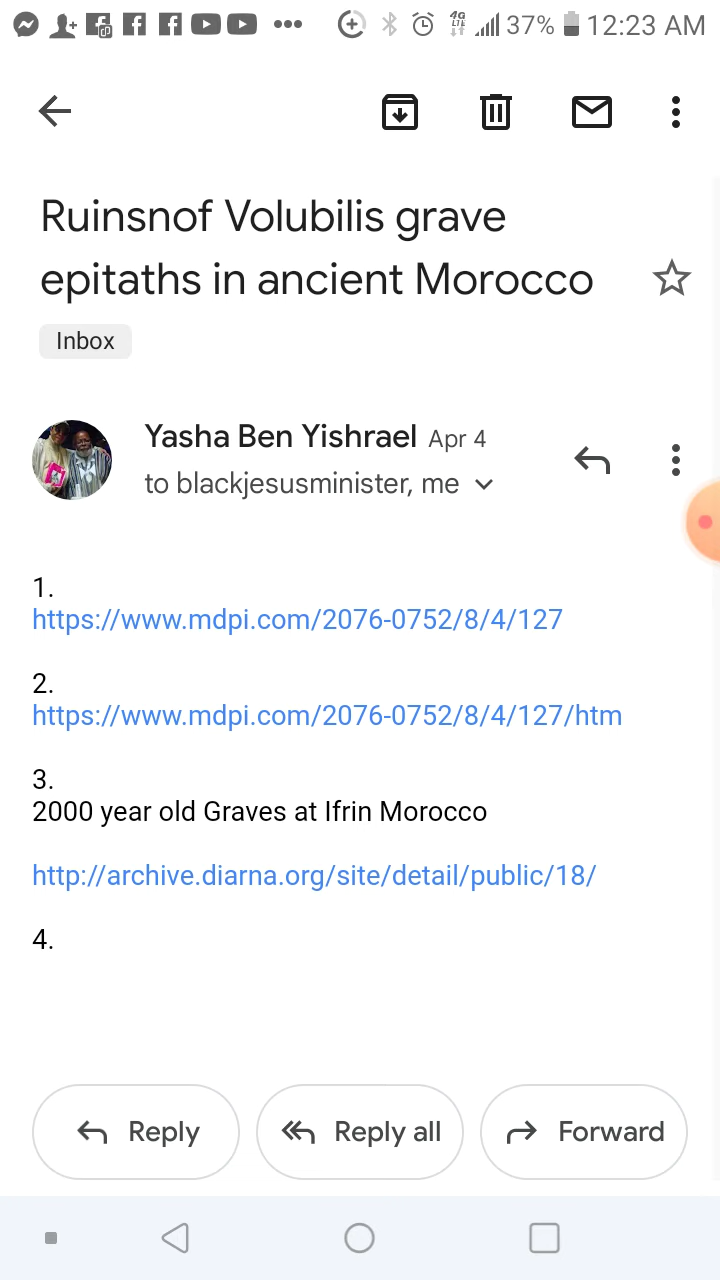 4G
LTE
37%
12:23 AM
Ruinsnof Volubilis grave
epitaths in ancient Morocco
Inbox
Yasha Ben Yishrael Apr 4
to blackjesusminister, me
1.
https://www.mdpi.com/2076-0752/8/4/127
2.
https://www.mdpi.com/2076-0752/8/4/127/htm
3.
2000 year old Graves at Ifrin Morocco
http://archive.diarna.org/site/detail/public/18/
4.
Reply
Reply all
Forward